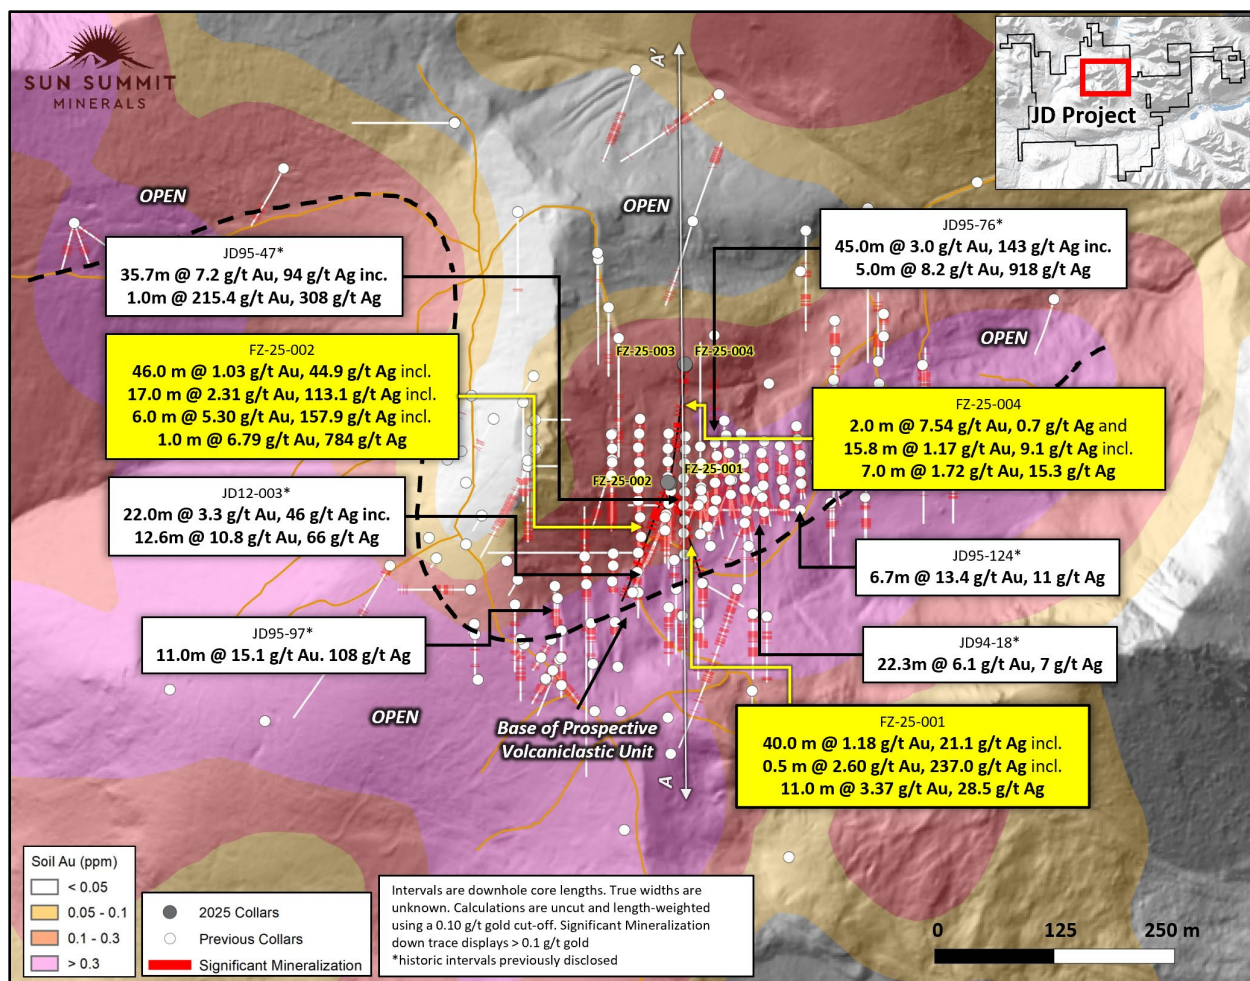 SUN SUMMIT
MINERALS
A'
JD Project
OPEN
OPEN
JD95-47*
35.7m @ 7.2 g/t Au, 94 g/t Ag inc.
1.0m @ 215.4 g/t Au, 308 g/t Ag
JD95-76*
45.0m @ 3.0 g/t Au, 143 g/t Ag inc.
5.0m @ 8.2 g/t Au, 918 g/t Ag
OPEN
FZ-25-002
46.0 m @ 1.03 g/t Au, 44.9 g/t Ag incl.
17.0 m @ 2.31 g/t Au, 113.1 g/t Ag incl.
6.0 m @ 5.30 g/t Au, 157.9 g/t Ag incl.
1.0 m @ 6.79 g/t Au, 784 g/t Ag
FZ-25-003
FZ-25-004
FZ-25-004
2.0 m @ 7.54 g/t Au, 0.7 g/t Ag and
15.8 m @ 1.17 g/t Au, 9.1 g/t Ag incl.
7.0 m @ 1.72 g/t Au, 15.3 g/t Ag
FZ-25-001
FZ-25-002
JD12-003*
22.0m @ 3.3 g/t Au, 46 g/t Ag inc.
12.6m @ 10.8 g/t Au, 66 g/t Ag
JD95-124*
6.7m @ 13.4 g/t Au, 11 g/t Ag
JD95-97*
11.0m @ 15.1 g/t Au. 108 g/t Ag
JD94-18*
22.3m @ 6.1 g/t Au, 7 g/t Ag
OPEN
Base of Prospective
Volcaniclastic Unit
A
FZ-25-001
40.0 m @ 1.18 g/t Au, 21.1 g/t Ag incl.
0.5 m @ 2.60 g/t Au, 237.0 g/t Ag incl.
11.0 m @ 3.37 g/t Au, 28.5 g/t Ag
Soil Au (ppm)
< 0.05
0.05 - 0.1
0.1 - 0.3
> 0.3
2025 Collars
Previous Collars
Significant Mineralization
Intervals are downhole core lengths. True widths are
unknown. Calculations are uncut and length-weighted
using a 0.10 g/t gold cut-off. Significant Mineralization
down trace displays > 0.1 g/t gold
*historic intervals previously disclosed
0 125 250 m